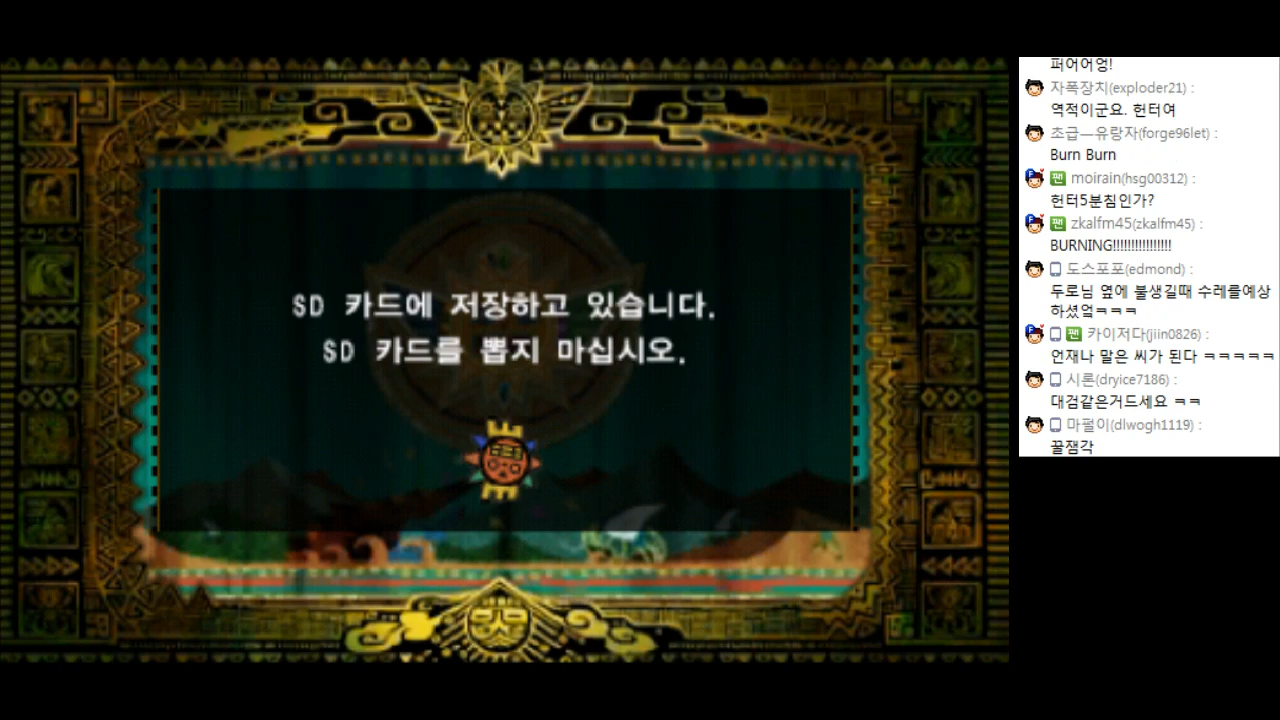 SD 카드에 저장하고 있습니다.
SD 카드를 뽑지 마십시오.
퍼어어엉!
자폭장치(exploder21) :
역적이군요. 헌터여
초급—유랑자(forge96let) :
Burn Burn
팬 moirain(hsg00312) :
헌터5분침인가?
팬 zkalfm45(zkalfm45) :
BURNING!!!!!!!!!!!!!!!!
도스포포(edmond) :
두로님 옆에 불생길때 수레를예상
하셨엌ㅋㅋㅋ
팬 카이저다(jiin0826) :
언재나 말은 씨가 된다 ㅋㅋㅋㅋㅋ
시론(dryice7186) :
대검같은거드세요 ㅋㅋ
마펄이(dlwogh1119) :
꿀잼각